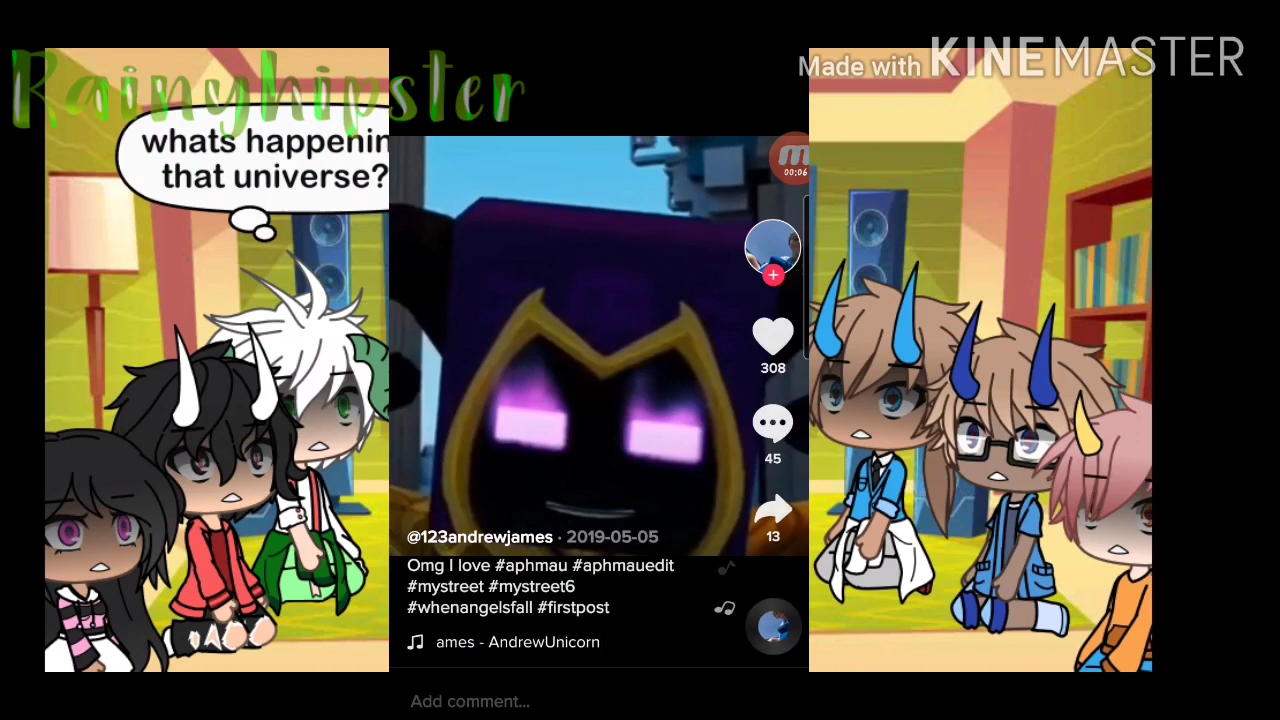 Rainyhipster
Made with KINEMASTER
whats happenin
that universe?
00:06
308
45
13
@123andrewjames · 2019-05-05
Omg I love #aphmau #aphmauedit
#mystreet #mystreet6
#whenangelsfall #firstpost
ames - AndrewUnicorn
Add comment...